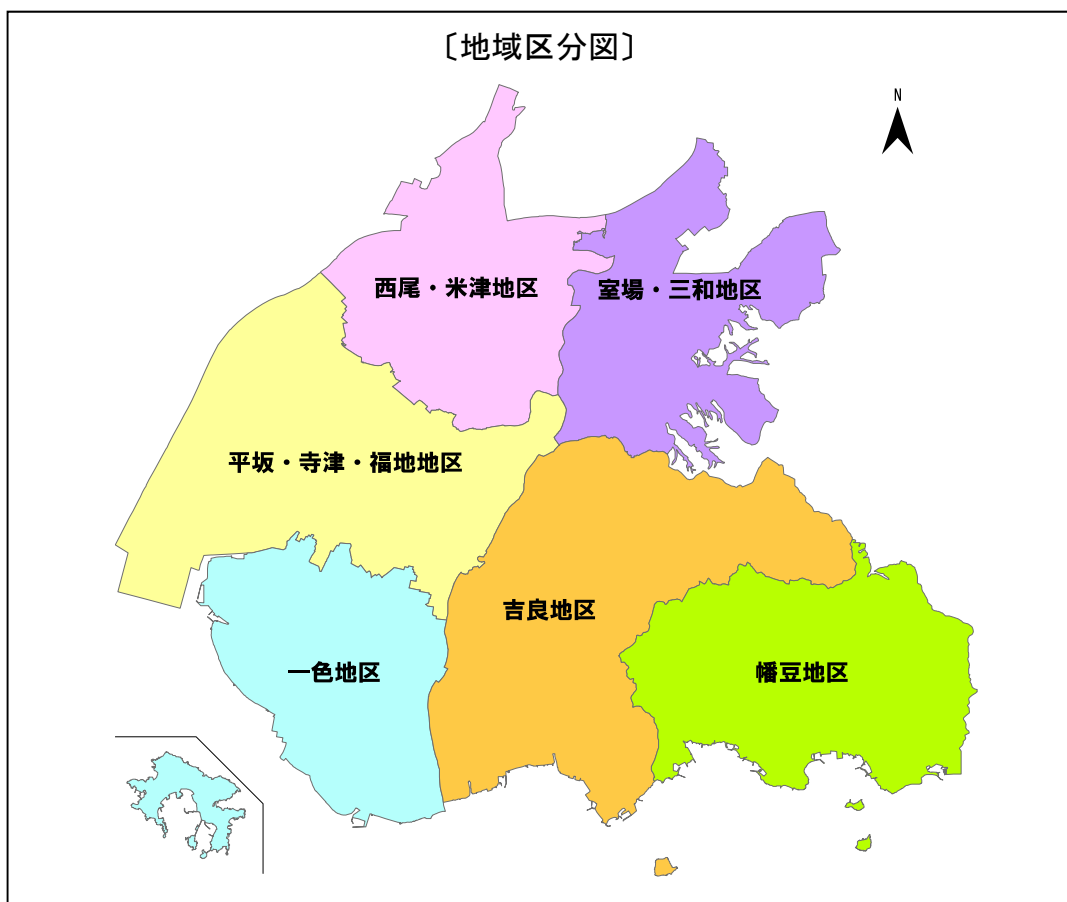 〔地域区分図〕
N
西尾・米津地区
室場・三和地区
平坂・寺津・福地地区
吉良地区
一色地区
幡豆地区